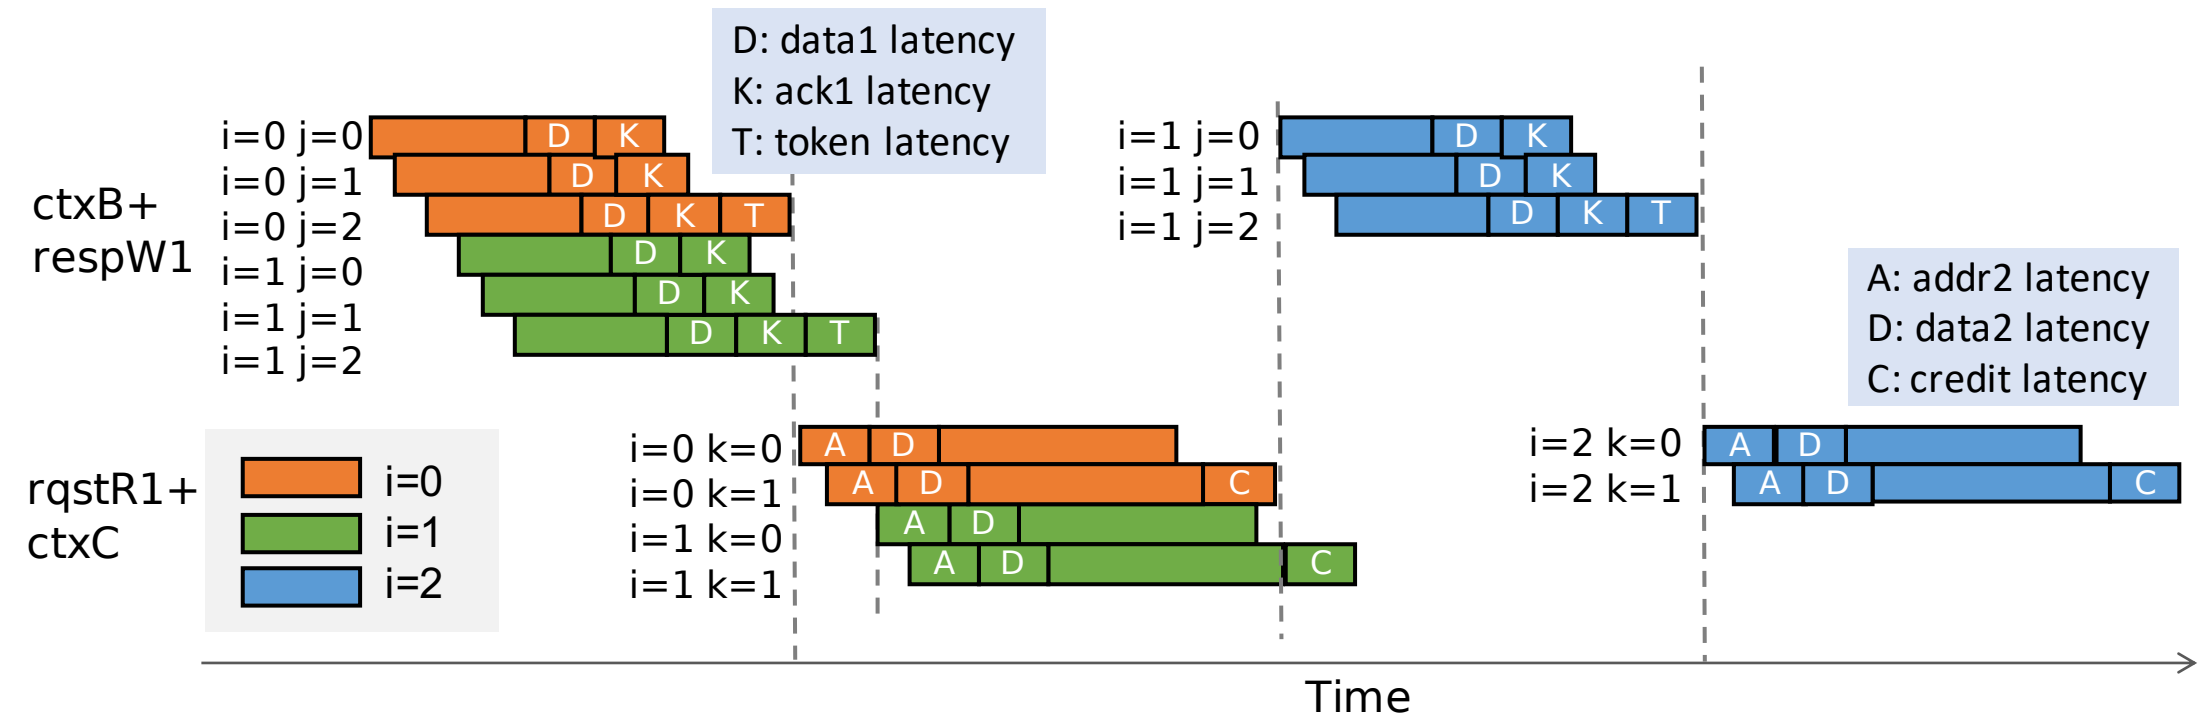 D: data1 latency
K: ack1 latency
T: token latency
ctxB+
respW1
i=0 j=0
i=0 j=1
i=0 j=2
i=1 j=0
i=1 j=1
i=1 j=2
D K
D K
D K T
D K
D K
D K T
i=1 j=0
i=1 j=1
i=1 j=2
D K
D K
D K T
A: addr2 latency
D: data2 latency
C: credit latency
rqstR1+
ctxC
i=0
i=1
i=2
i=0 k=0
i=0 k=1
i=1 k=0
i=1 k=1
A D
A D C
A D
A D C
i=2 k=0
i=2 k=1
A D
A D C
Time